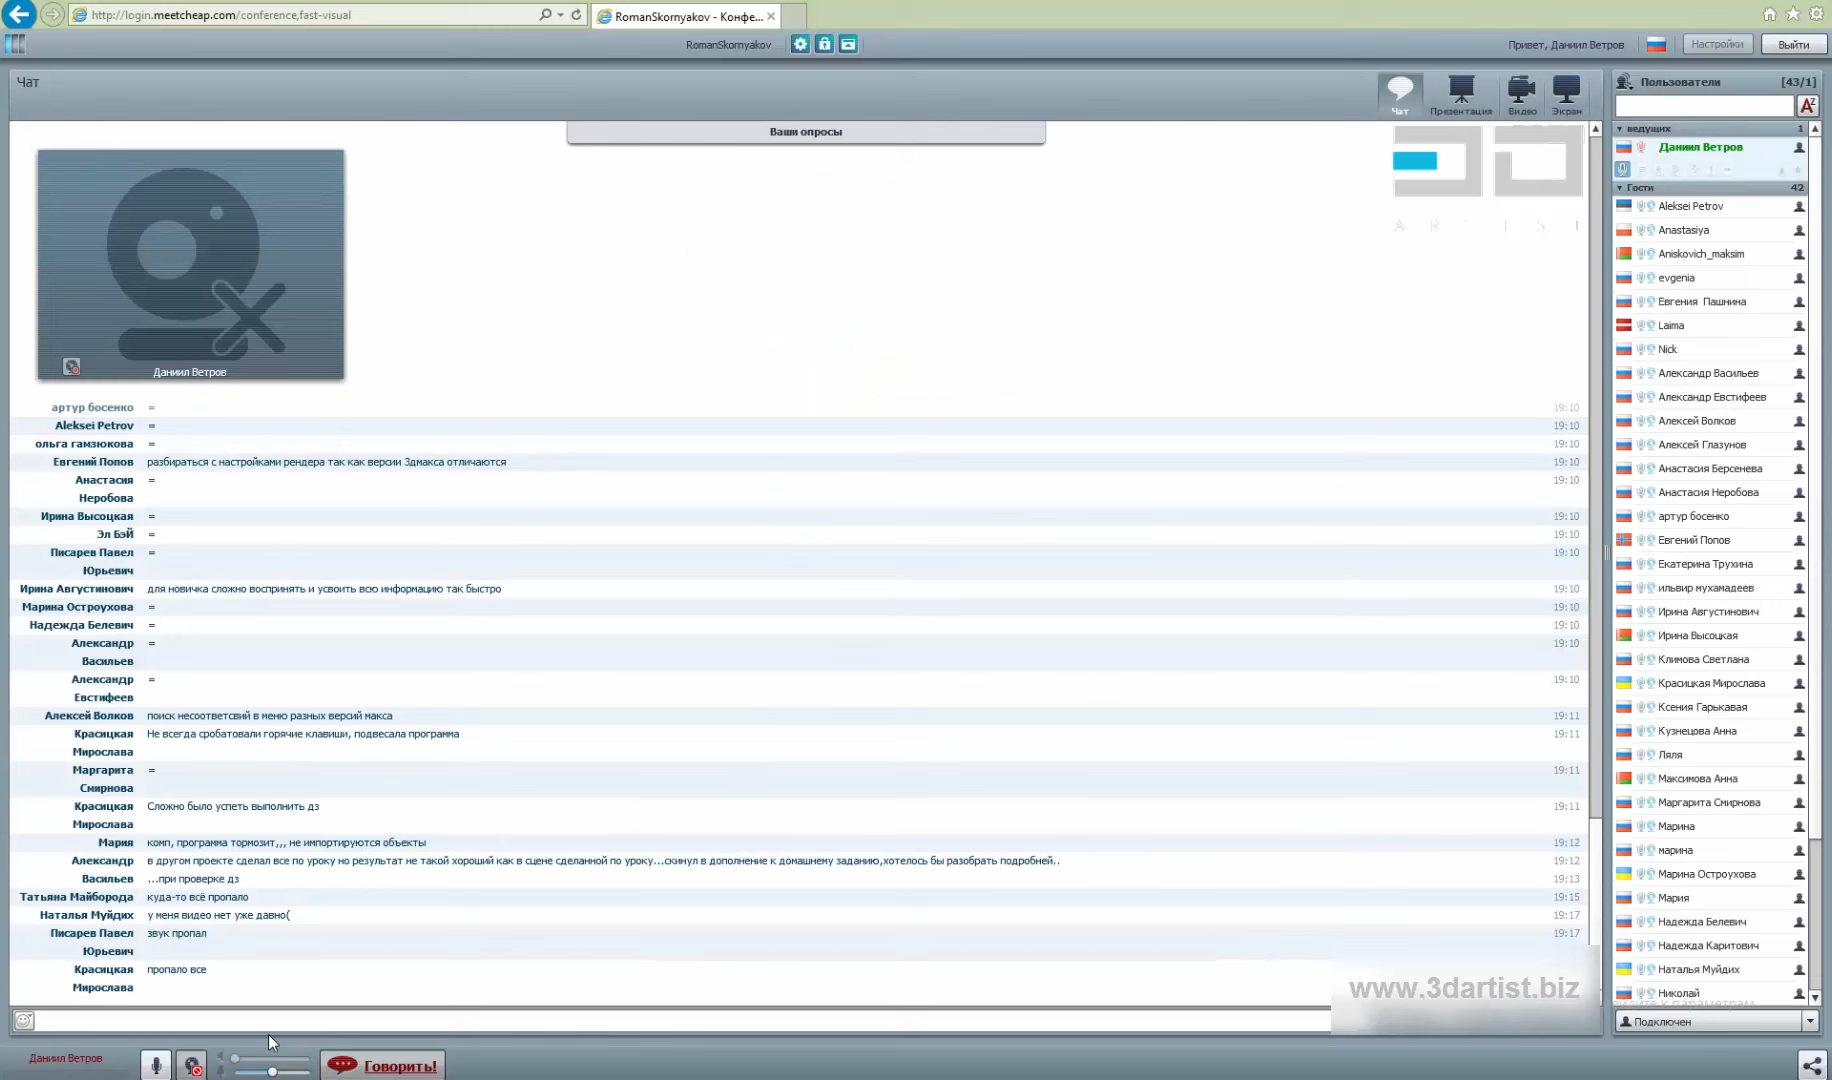 http://login.meetcheap.com/conference,fast-visual
RomanSkornyakov - Конфе...
RomanSkornyakov
Привет, Даниил Ветров
Настройки
Выйти
Чат
Чат
Презентация
Видео
Экран
Ваши опросы
A R T I S T
Даниил Ветров
артур босенко = 19:10
Aleksei Petrov = 19:10
ольга гамзюкова = 19:10
Евгений Попов разбираться с настройками рендера так как версии 3дмакса отличаются 19:10
Анастасия = 19:10
Неробова
Ирина Высоцкая = 19:10
Эл БэЙ = 19:10
Писарев Павел = 19:10
Юрьевич
Ирина Августинович для новичка сложно воспринять и усвоить всю информацию так быстро 19:10
Марина Остроухова = 19:10
Надежда Белевич = 19:10
Александр = 19:10
Васильев
Александр = 19:10
Евстифеев
Алексей Волков поиск несоответсвий в меню разных версий макса 19:11
Красицкая Не всегда сробатовали горячие клавиши, подвесала программа 19:11
Мирослава
Маргарита = 19:11
Смирнова
Красицкая Сложно было успеть выполнить дз 19:11
Мирослава
Мария комп, программа тормозит,,, не импортируются объекты 19:12
Александр в другом проекте сделал все по уроку но результат не такой хороший как в сцене сделанной по уроку...скинул в дополнение к домашнему заданию,хотелось бы разобрать подробней.. 19:12
Васильев ...при проверке дз 19:13
Татьяна Майборода куда-то всё пропало 19:15
Наталья Муйдих у меня видео нет уже давно( 19:17
Писарев Павел звук пропал 19:17
Юрьевич
Красицкая пропало все
Мирослава
www.3dartist.biz
Даниил Ветров
Говорить!
Пользователи [43/1]
ведущих 1
Даниил Ветров
Гости 42
Aleksei Petrov
Anastasiya
Aniskovich_maksim
evgenia
Евгения Пашнина
Laima
Nick
Александр Васильев
Александр Евстифеев
Алексей Волков
Алексей Глазунов
Анастасия Берсенева
Анастасия Неробова
артур босенко
Евгений Попов
Екатерина Трухина
ильвир мухамадеев
Ирина Августинович
Ирина Высоцкая
Климова Светлана
Красицкая Мирослава
Ксения Гарькавая
Кузнецова Анна
Ляля
Максимова Анна
Маргарита Смирнова
Марина
марина
Марина Остроухова
Мария
Надежда Белевич
Надежда Каритович
Наталья Муйдих
Николай
Подключен